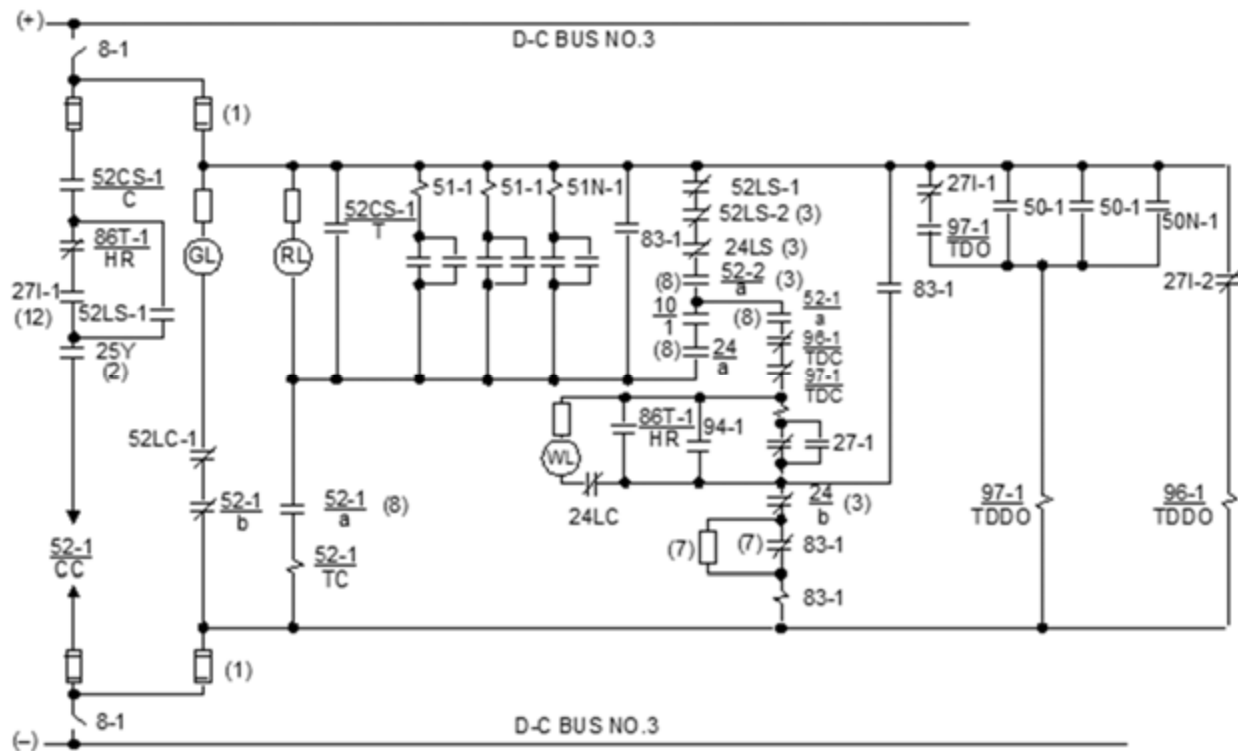 (+)
D-C BUS NO.3
8-1
(1)
52CS-1
C
86T-1
HR
27I-1
(12)
52LS-1
25Y
(2)
GL
RL
52CS-1
T
51-1
51-1
51N-1
83-1
52LS-1
52LS-2 (3)
24LS (3)
(8) 52-2 (3)
a
10
1
(8) 24
a
52-1
(8) a
96-1
TDC
97-1
TDC
83-1
27I-1
97-1
TDO
50-1
50-1
50N-1
27I-2
86T-1
HR
94-1
27-1
WL
24LC
24 (3)
b
(7)
(7) 83-1
83-1
52LC-1
52-1
b
52-1 (8)
a
52-1
TC
97-1
TDDO
96-1
TDDO
52-1
CC
(1)
8-1
D-C BUS NO.3
(–)